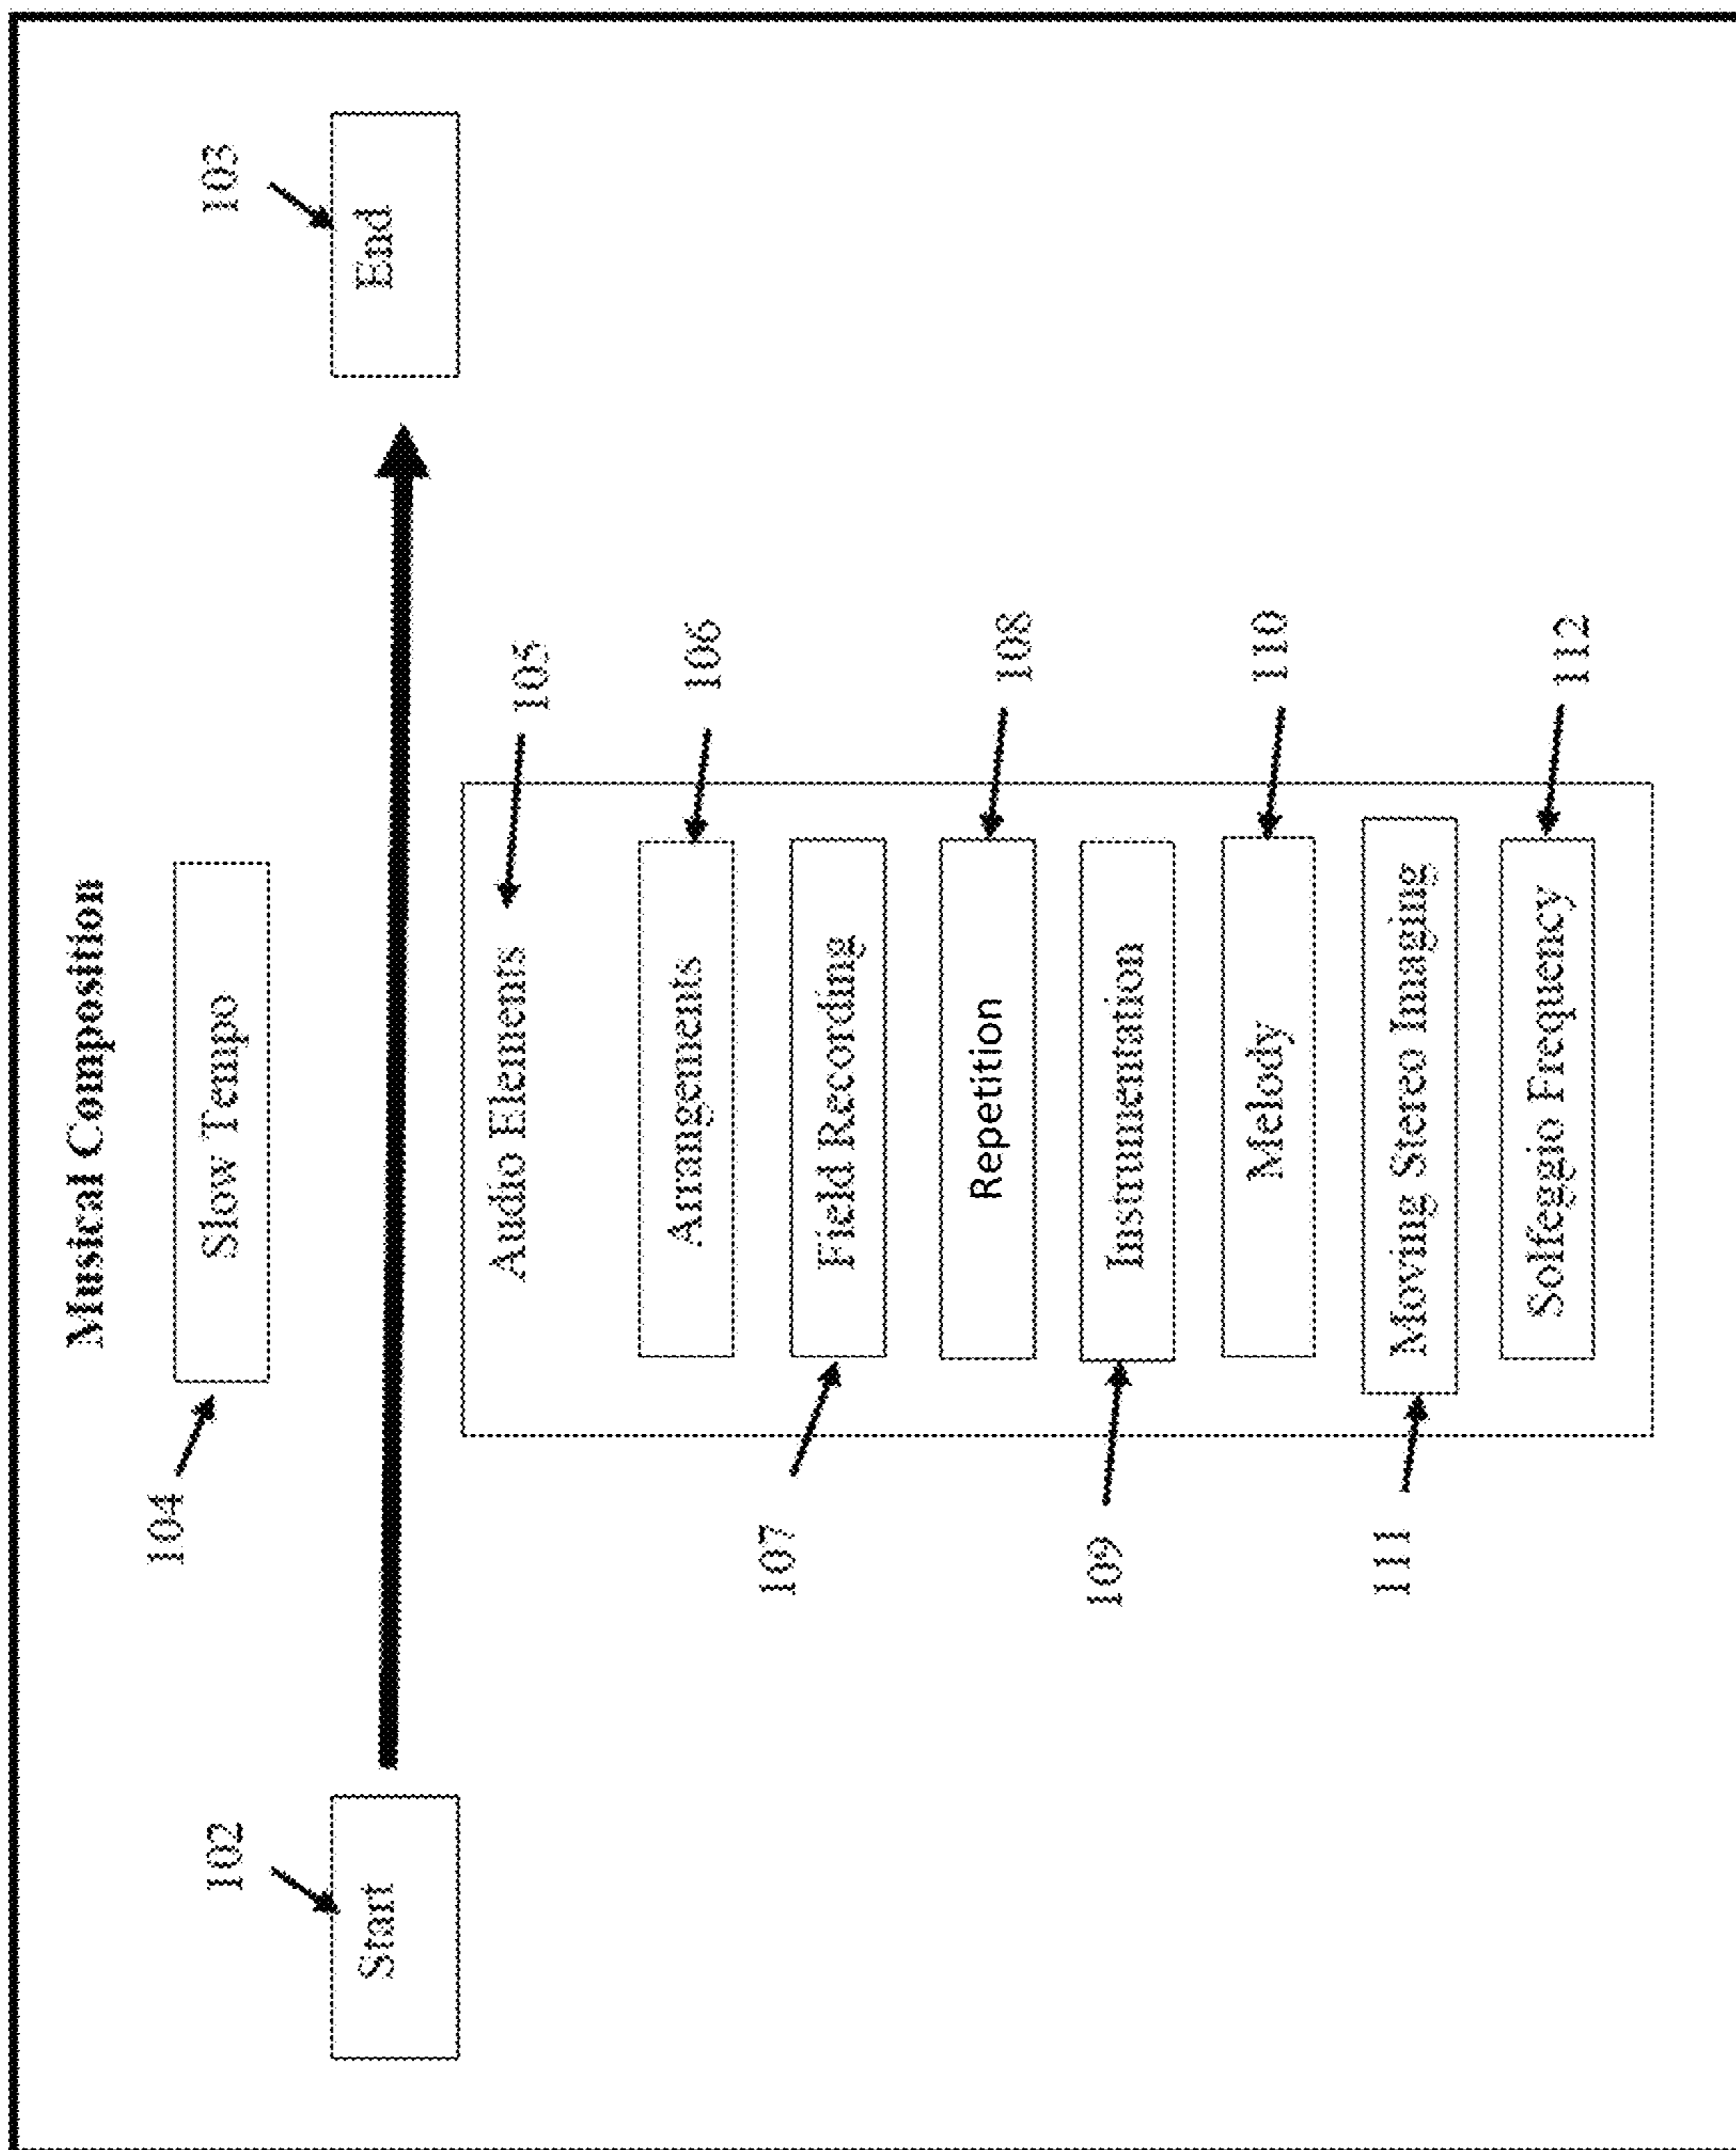 Musical Composition
104
Slow Tempo
102
103
Start
End
Audio Elements
105
Arrangements
106
107
Field Recording
Repetition
108
109
Instrumentation
Melody
110
111
Moving Stereo Imaging
Solfeggio Frequency
112